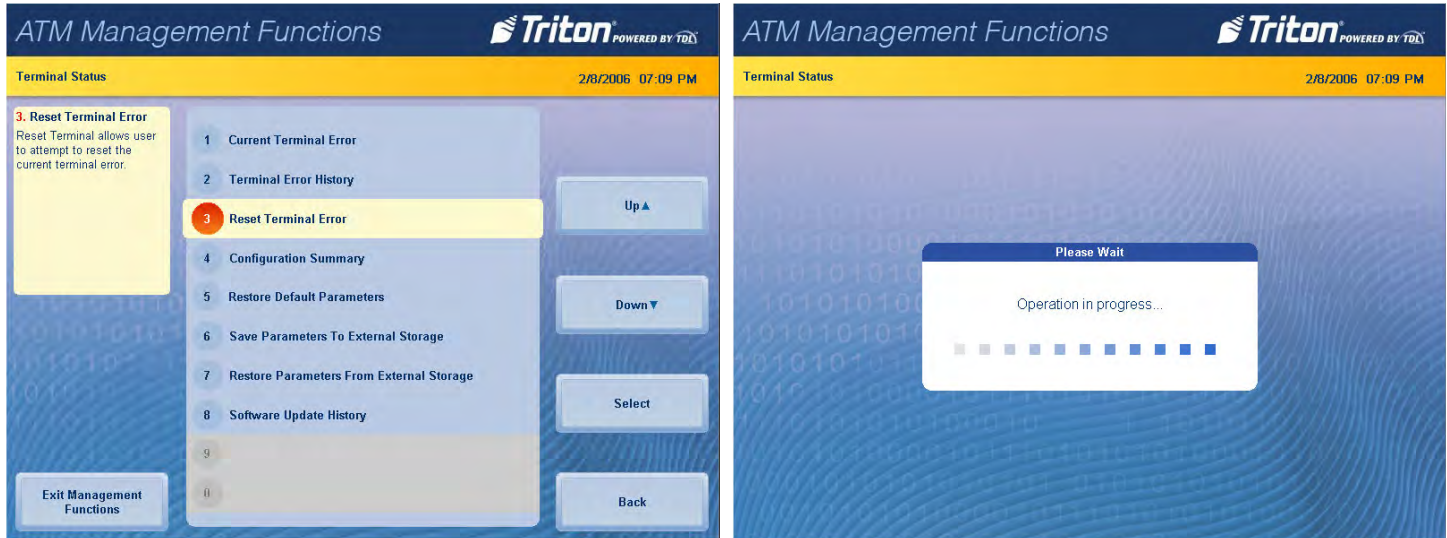 ATM Management Functions
Triton POWERED BY TDL
Terminal Status
2/8/2006 07:09 PM
3. Reset Terminal Error
Reset Terminal allows user
to attempt to reset the
current terminal error.
1 Current Terminal Error
2 Terminal Error History
3 Reset Terminal Error
4 Configuration Summary
5 Restore Default Parameters
6 Save Parameters To External Storage
7 Restore Parameters From External Storage
8 Software Update History
9
0
Up▲
Down▼
Select
Back
Exit Management
Functions
ATM Management Functions
Triton POWERED BY TDL
Terminal Status
2/8/2006 07:09 PM
Please Wait
Operation in progress...